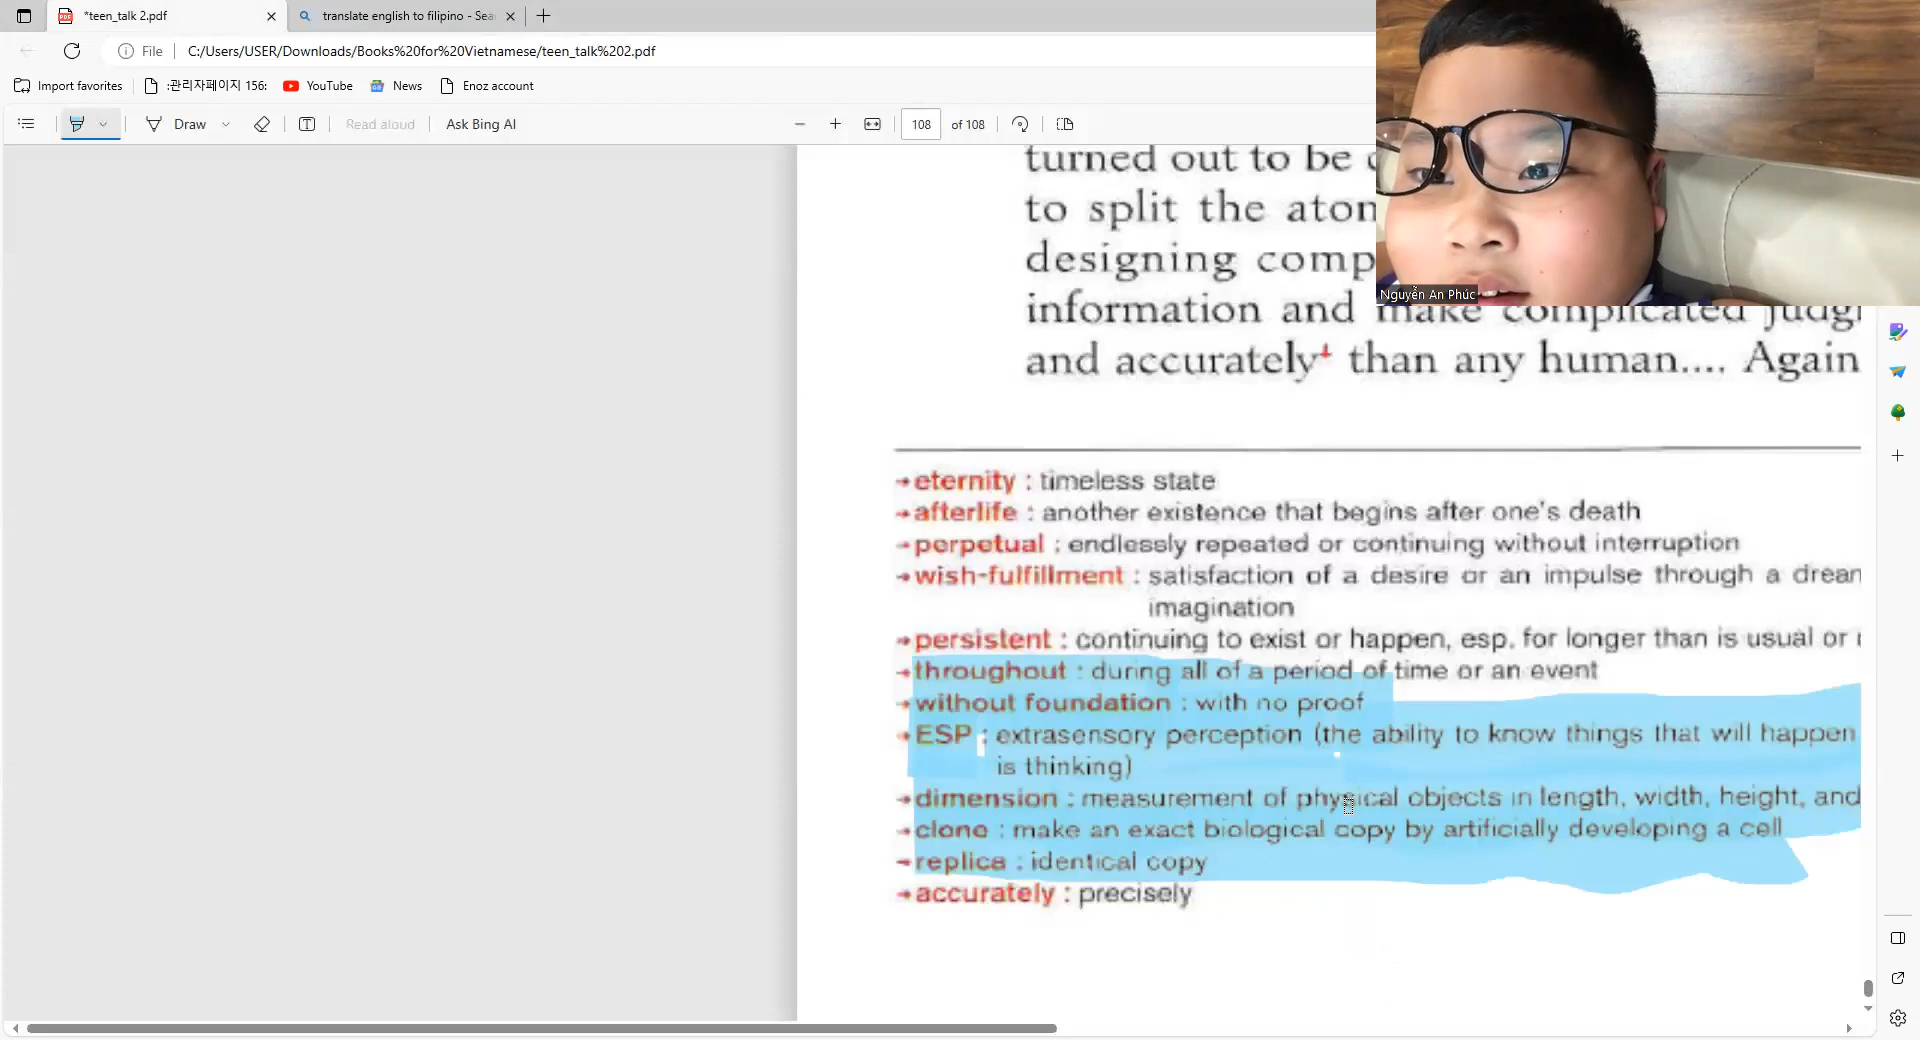 *teen_talk 2.pdf
translate english to filipino - Sea
File
C:/Users/USER/Downloads/Books%20for%20Vietnamese/teen_talk%202.pdf
Import favorites
:관리자페이지 156:
YouTube
News
Enoz account
Draw
Read aloud
Ask Bing AI
108
of 108
turned out to be
to split the atom
designing comp
Nguyễn An Phúc
information and make complicated judg
and accurately than any human.... Again
eternity : timeless state
afterlife : another existence that begins after one's death
perpetual : endlessly repeated or continuing without interruption
wish-fulfillment : satisfaction of a desire or an impulse through a
imagination
persistent : continuing to exist or happen, esp. for longer than is usual or
throughout : during all of a period of time or an event
without foundation : with no proof
ESP : extrasensory perception (the ability to know things that will happen
is thinking)
dimension : measurement of physical objects in length, width, height, and
clone : make an exact biological copy by artificially developing a cell
replica : identical copy
accurately : precisely